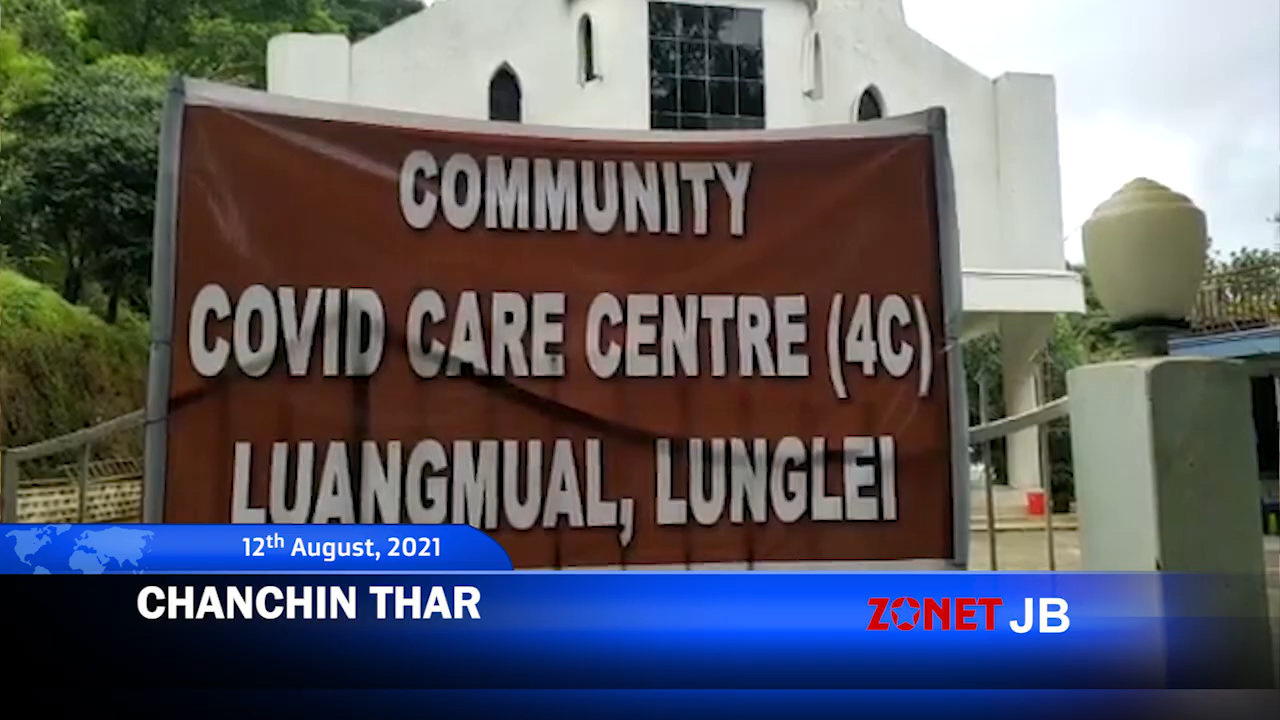 COMMUNITY
COVID CARE CENTRE (4C)
LUANGMUAL, LUNGLEI
12th August, 2021
CHANCHIN THAR
ZONET JB